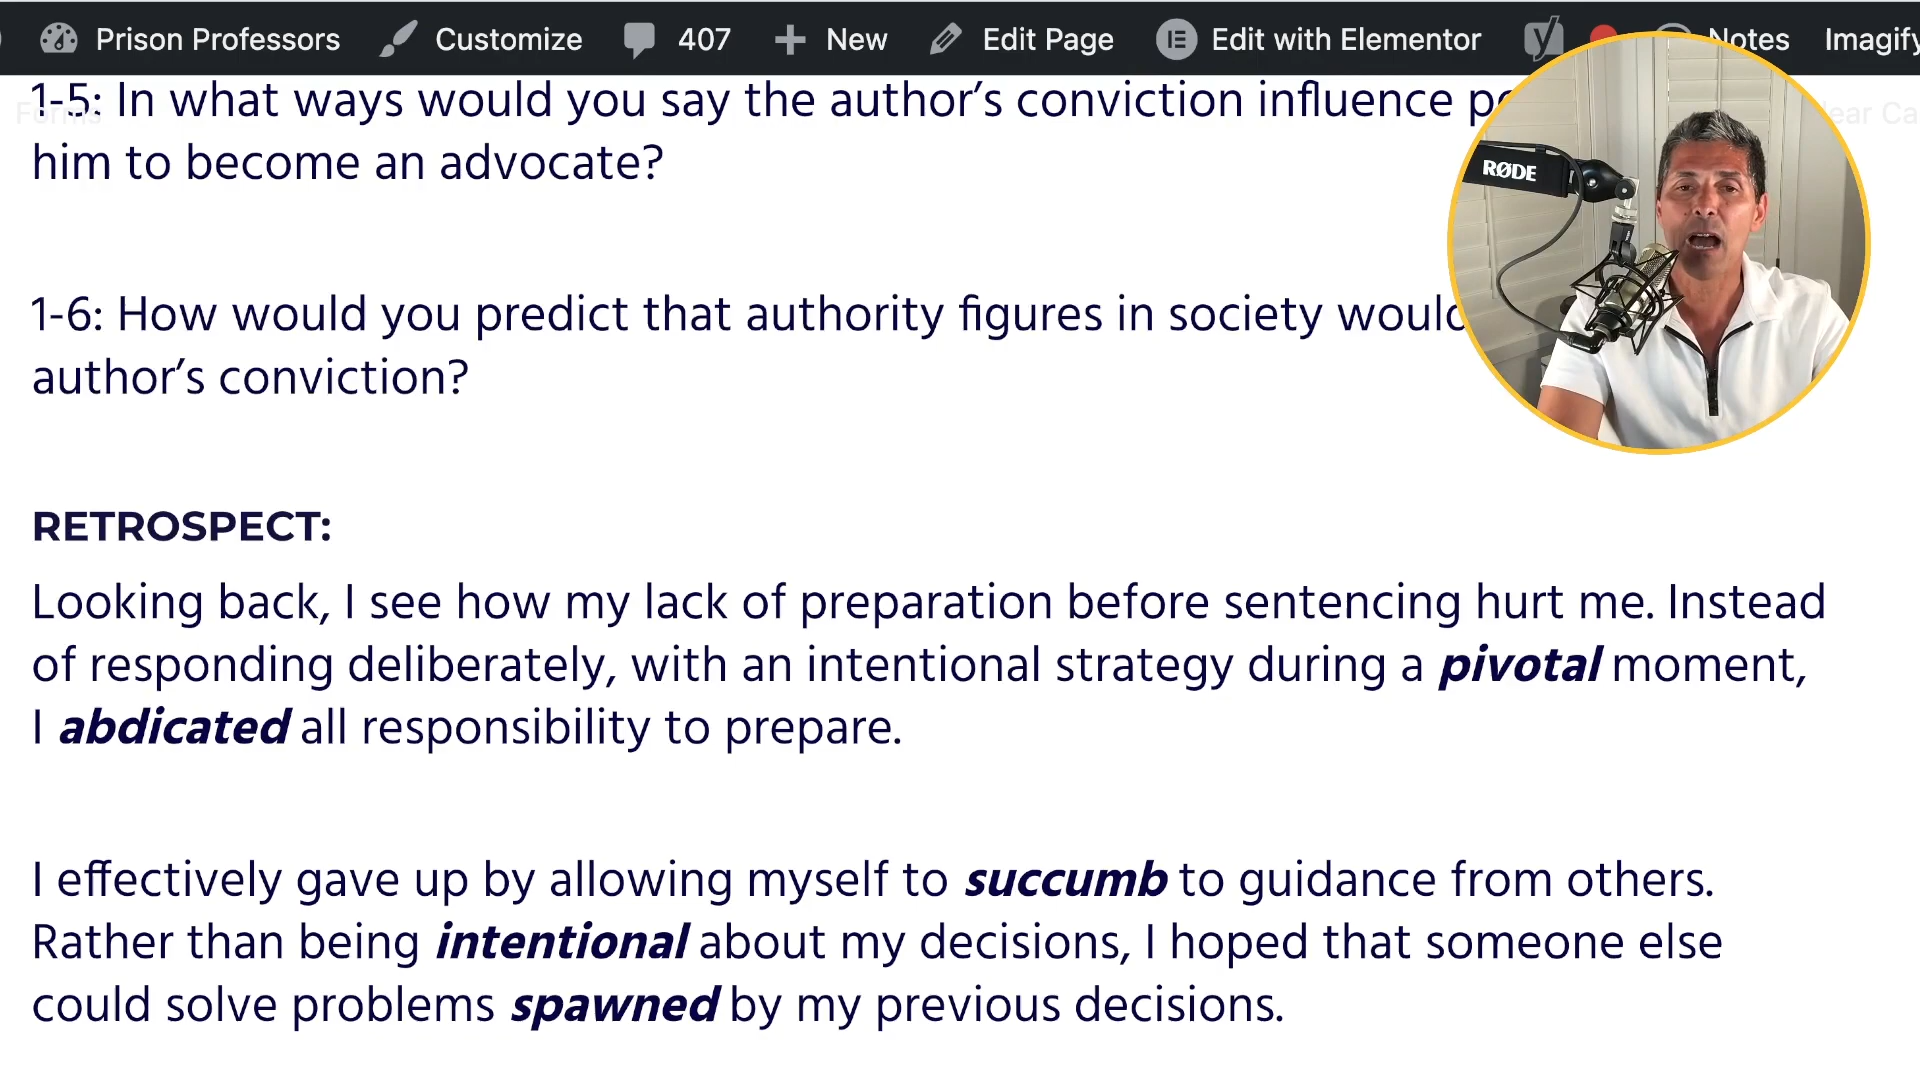 Prison Professors Customize 407 New Edit Page Edit with Elementor Notes Imagify
Forms
1-5: In what ways would you say the author's conviction influence
him to become an advocate?
RØDE
1-6: How would you predict that authority figures in society would
author's conviction?
RETROSPECT:
Looking back, I see how my lack of preparation before sentencing hurt me. Instead
of responding deliberately, with an intentional strategy during a pivotal moment,
I abdicated all responsibility to prepare.
I effectively gave up by allowing myself to succumb to guidance from others.
Rather than being intentional about my decisions, I hoped that someone else
could solve problems spawned by my previous decisions.